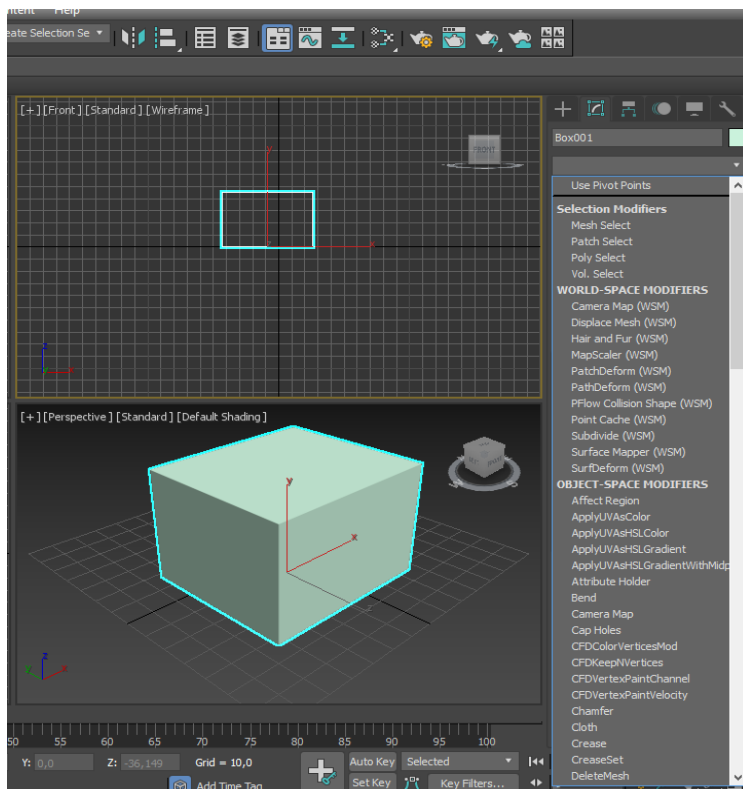 Help
eate Selection Se
[+][Front][Standard][Wireframe]
y
FRONT
z
x
z
y
Box001
Use Pivot Points
Selection Modifiers
Mesh Select
Patch Select
Poly Select
Vol. Select
WORLD-SPACE MODIFIERS
Camera Map (WSM)
Displace Mesh (WSM)
Hair and Fur (WSM)
MapScaler (WSM)
PatchDeform (WSM)
PathDeform (WSM)
PFlow Collision Shape (WSM)
Point Cache (WSM)
Subdivide (WSM)
Surface Mapper (WSM)
SurfDeform (WSM)
OBJECT-SPACE MODIFIERS
Affect Region
ApplyUVAsColor
ApplyUVAsHSLColor
ApplyUVAsHSLGradient
ApplyUVAsHSLGradientWithMidp
Attribute Holder
Bend
Camera Map
Cap Holes
CFDColorVerticesMod
CFDKeepNVertices
CFDVertexPaintChannel
CFDVertexPaintVelocity
Chamfer
Cloth
Crease
CreaseSet
DeleteMesh
[+][Perspective][Standard][Default Shading]
y
x
z
z
y x
50 55 60 65 70 75 80 85 90 95 100
Y: 0,0 Z: -36,149 Grid = 10,0 Auto Key Selected
Add Time Tag Set Key Key Filters...